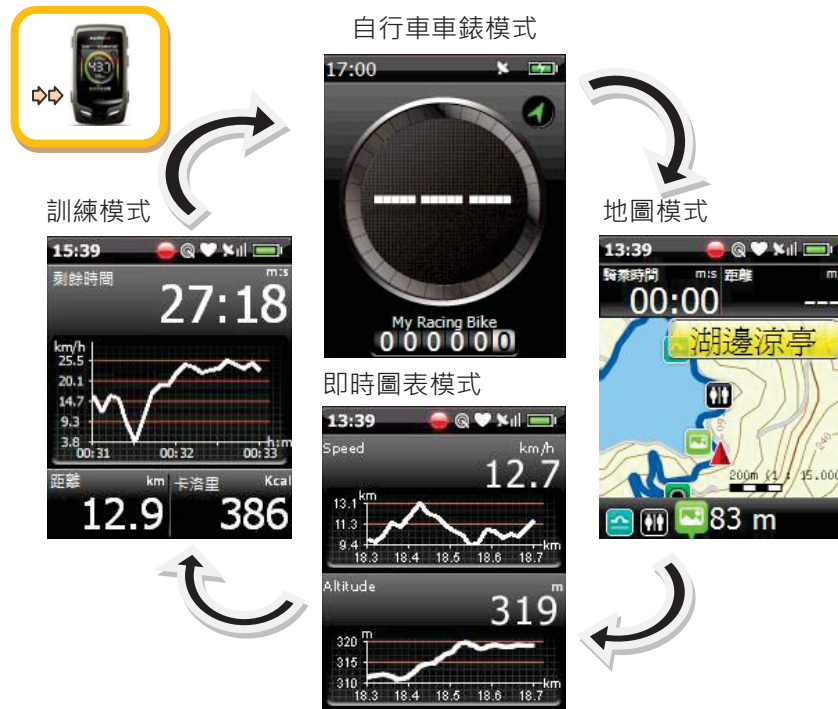 自行車車錶模式
437
17:00
My Racing Bike
000000
訓練模式
15:39
剩餘時間
m:s
27:18
km/h
25.5
20.1
14.7
9.3
3.8
h:m
00:31 00:32 00:33
距離 km
12.9
卡洛里 Kcal
386
即時圖表模式
13:39
Speed km/h
12.7
km
13.1
11.3
9.4
km
18.3 18.4 18.5 18.6 18.7
Altitude m
319
m
320
315
310
km
18.3 18.4 18.5 18.6 18.7
地圖模式
13:39
騎乘時間 m:s 距離 m
00:00 ---
湖邊涼亭
240
200m (1 : 15.000
83 m